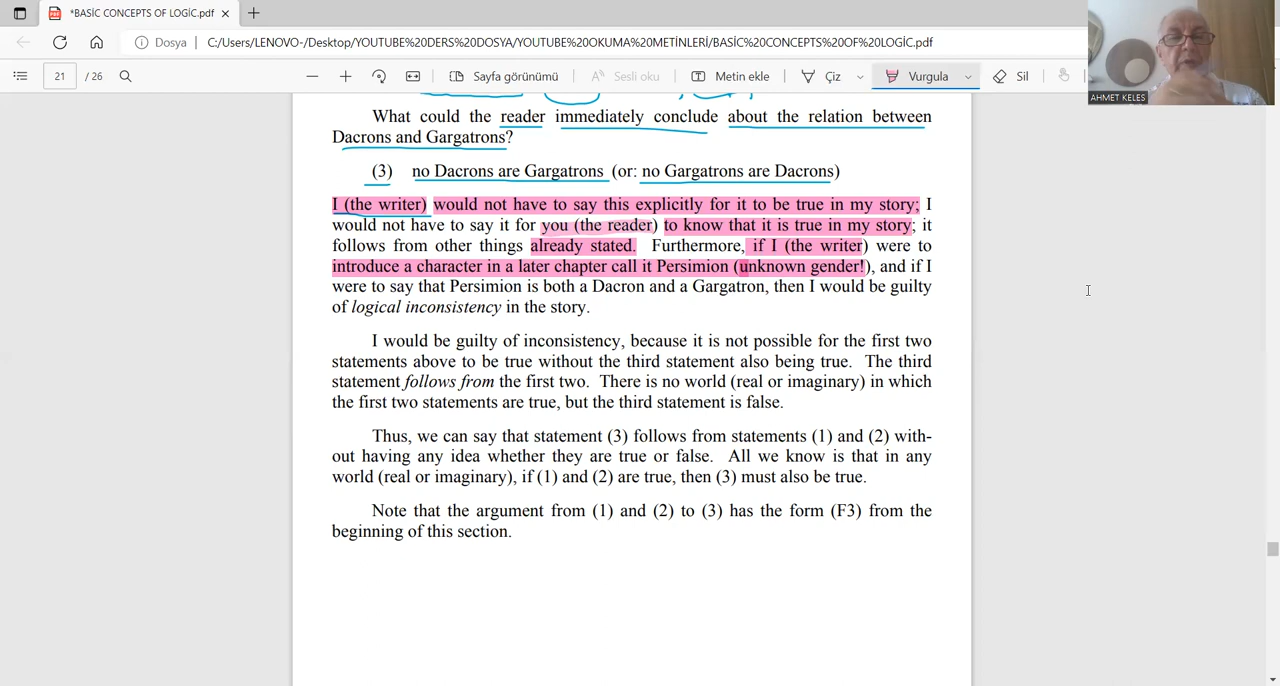 *BASİC CONCEPTS OF LOGİC.pdf
Dosya C:/Users/LENOVO-/Desktop/YOUTUBE%20DERS%20DOSYA/YOUTUBE%20OKUMA%20METİNLERİ/BASİC%20CONCEPTS%20OF%20LOGİC.pdf
21 / 26 Sayfa görünümü Sesli oku Metin ekle Çiz Vurgula Sil
AHMET KELES
What could the reader immediately conclude about the relation between
Dacrons and Gargatrons?
(3) no Dacrons are Gargatrons (or: no Gargatrons are Dacrons)
I (the writer) would not have to say this explicitly for it to be true in my story; I
would not have to say it for you (the reader) to know that it is true in my story; it
follows from other things already stated. Furthermore, if I (the writer) were to
introduce a character in a later chapter call it Persimion (unknown gender!), and if I
were to say that Persimion is both a Dacron and a Gargatron, then I would be guilty
of logical inconsistency in the story.
I would be guilty of inconsistency, because it is not possible for the first two
statements above to be true without the third statement also being true. The third
statement follows from the first two. There is no world (real or imaginary) in which
the first two statements are true, but the third statement is false.
Thus, we can say that statement (3) follows from statements (1) and (2) with-
out having any idea whether they are true or false. All we know is that in any
world (real or imaginary), if (1) and (2) are true, then (3) must also be true.
Note that the argument from (1) and (2) to (3) has the form (F3) from the
beginning of this section.